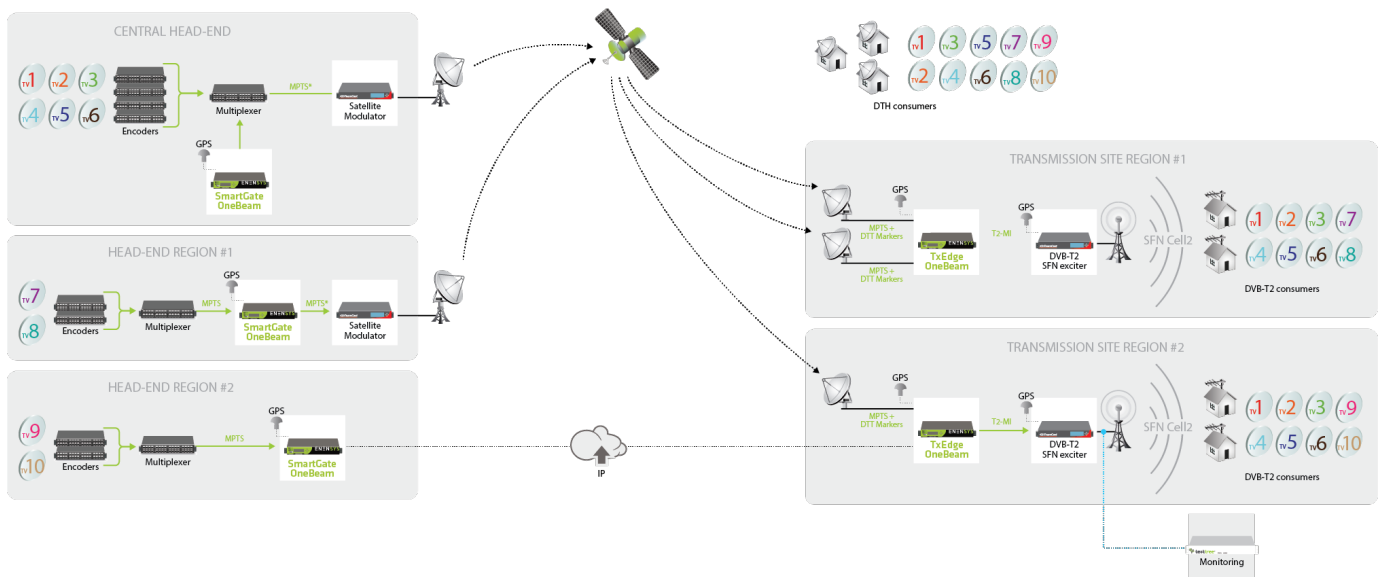 CENTRAL HEAD-END
TV1 TV2 TV3
TV4 TV5 TV6
Encoders
Multiplexer
MPTS*
Satellite
Modulator
GPS
ENENSYS
SmartGate
OneBeam
HEAD-END REGION #1
TV7
TV8
Encoders
Multiplexer
MPTS
GPS
ENENSYS
SmartGate
OneBeam
MPTS*
Satellite
Modulator
HEAD-END REGION #2
TV9
TV10
Encoders
Multiplexer
MPTS
GPS
ENENSYS
SmartGate
OneBeam
IP
TV1 TV3 TV5 TV7 TV9
TV2 TV4 TV6 TV8 TV10
DTH consumers
TRANSMISSION SITE REGION #1
MPTS +
DTT Markers
MPTS +
DTT Markers
GPS
ENENSYS
TxEdge
OneBeam
T2-MI
GPS
DVB-T2
SFN exciter
SFN Cell2
TV1 TV2 TV3 TV7
TV4 TV5 TV6 TV8
DVB-T2 consumers
TRANSMISSION SITE REGION #2
MPTS +
DTT Markers
GPS
ENENSYS
TxEdge
OneBeam
T2-MI
GPS
DVB-T2
SFN exciter
SFN Cell2
TV1 TV2 TV3 TV9
TV4 TV5 TV6 TV10
DVB-T2 consumers
Monitoring